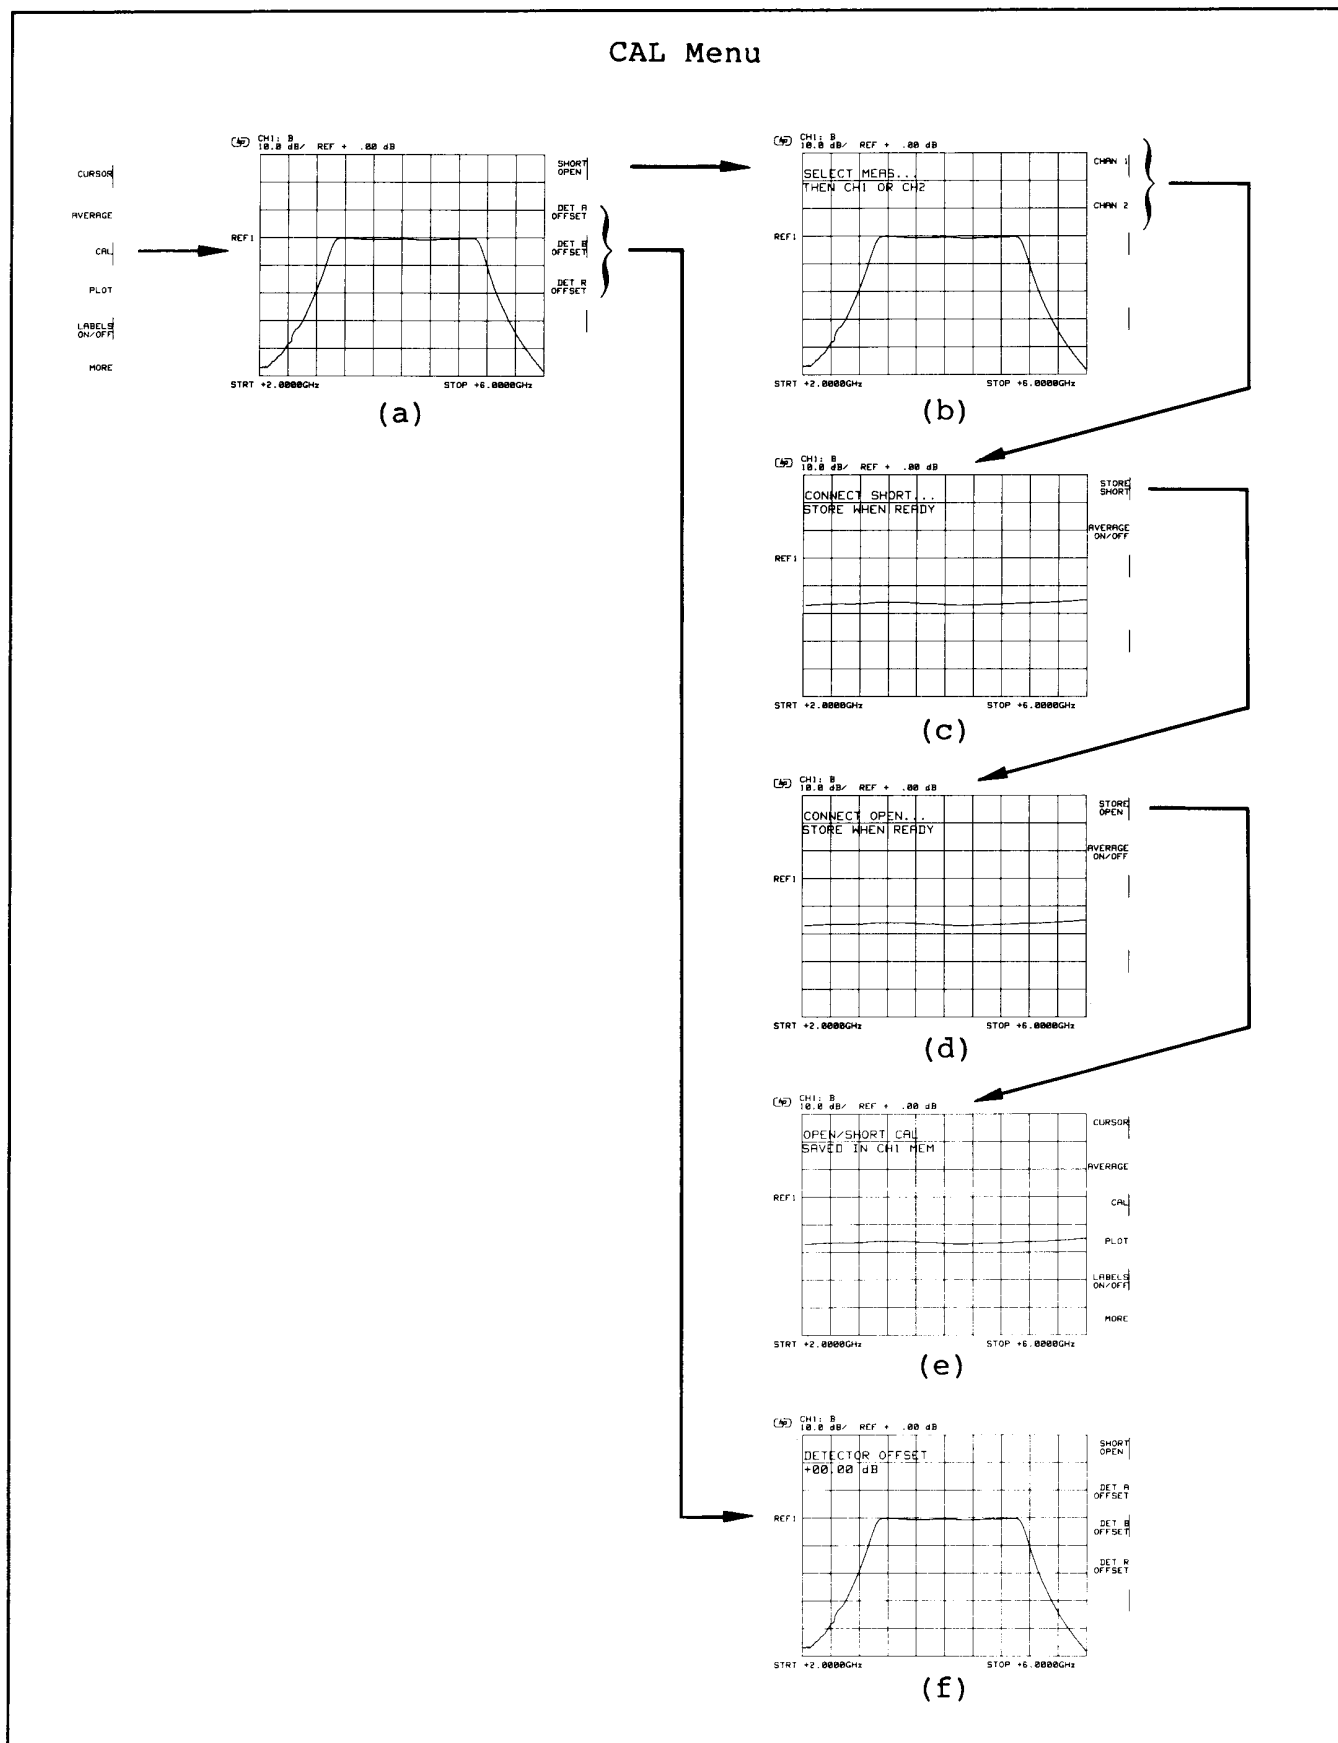 CAL Menu
CURSOR
AVERAGE
CAL
PLOT
LABELS
ON/OFF
MORE
hp
CH1: B
10.0 dB/ REF + .00 dB
REF1
STRT +2.0000GHz STOP +6.0000GHz
SHORT
OPEN
DET A
OFFSET
DET B
OFFSET
DET R
OFFSET
(a)
hp
CH1: B
10.0 dB/ REF + .00 dB
SELECT MEAS...
THEN CH1 OR CH2
REF1
STRT +2.0000GHz STOP +6.0000GHz
CHAN 1
CHAN 2
(b)
hp
CH1: B
10.0 dB/ REF + .00 dB
CONNECT SHORT...
STORE WHEN READY
REF1
STRT +2.0000GHz STOP +6.0000GHz
STORE
SHORT
AVERAGE
ON/OFF
(c)
hp
CH1: B
10.0 dB/ REF + .00 dB
CONNECT OPEN...
STORE WHEN READY
REF1
STRT +2.0000GHz STOP +6.0000GHz
STORE
OPEN
AVERAGE
ON/OFF
(d)
hp
CH1: B
10.0 dB/ REF + .00 dB
OPEN/SHORT CAL
SAVED IN CH1 MEM
REF1
STRT +2.0000GHz STOP +6.0000GHz
CURSOR
AVERAGE
CAL
PLOT
LABELS
ON/OFF
MORE
(e)
hp
CH1: B
10.0 dB/ REF + .00 dB
DETECTOR OFFSET
+00.00 dB
REF1
STRT +2.0000GHz STOP +6.0000GHz
SHORT
OPEN
DET A
OFFSET
DET B
OFFSET
DET R
OFFSET
(f)